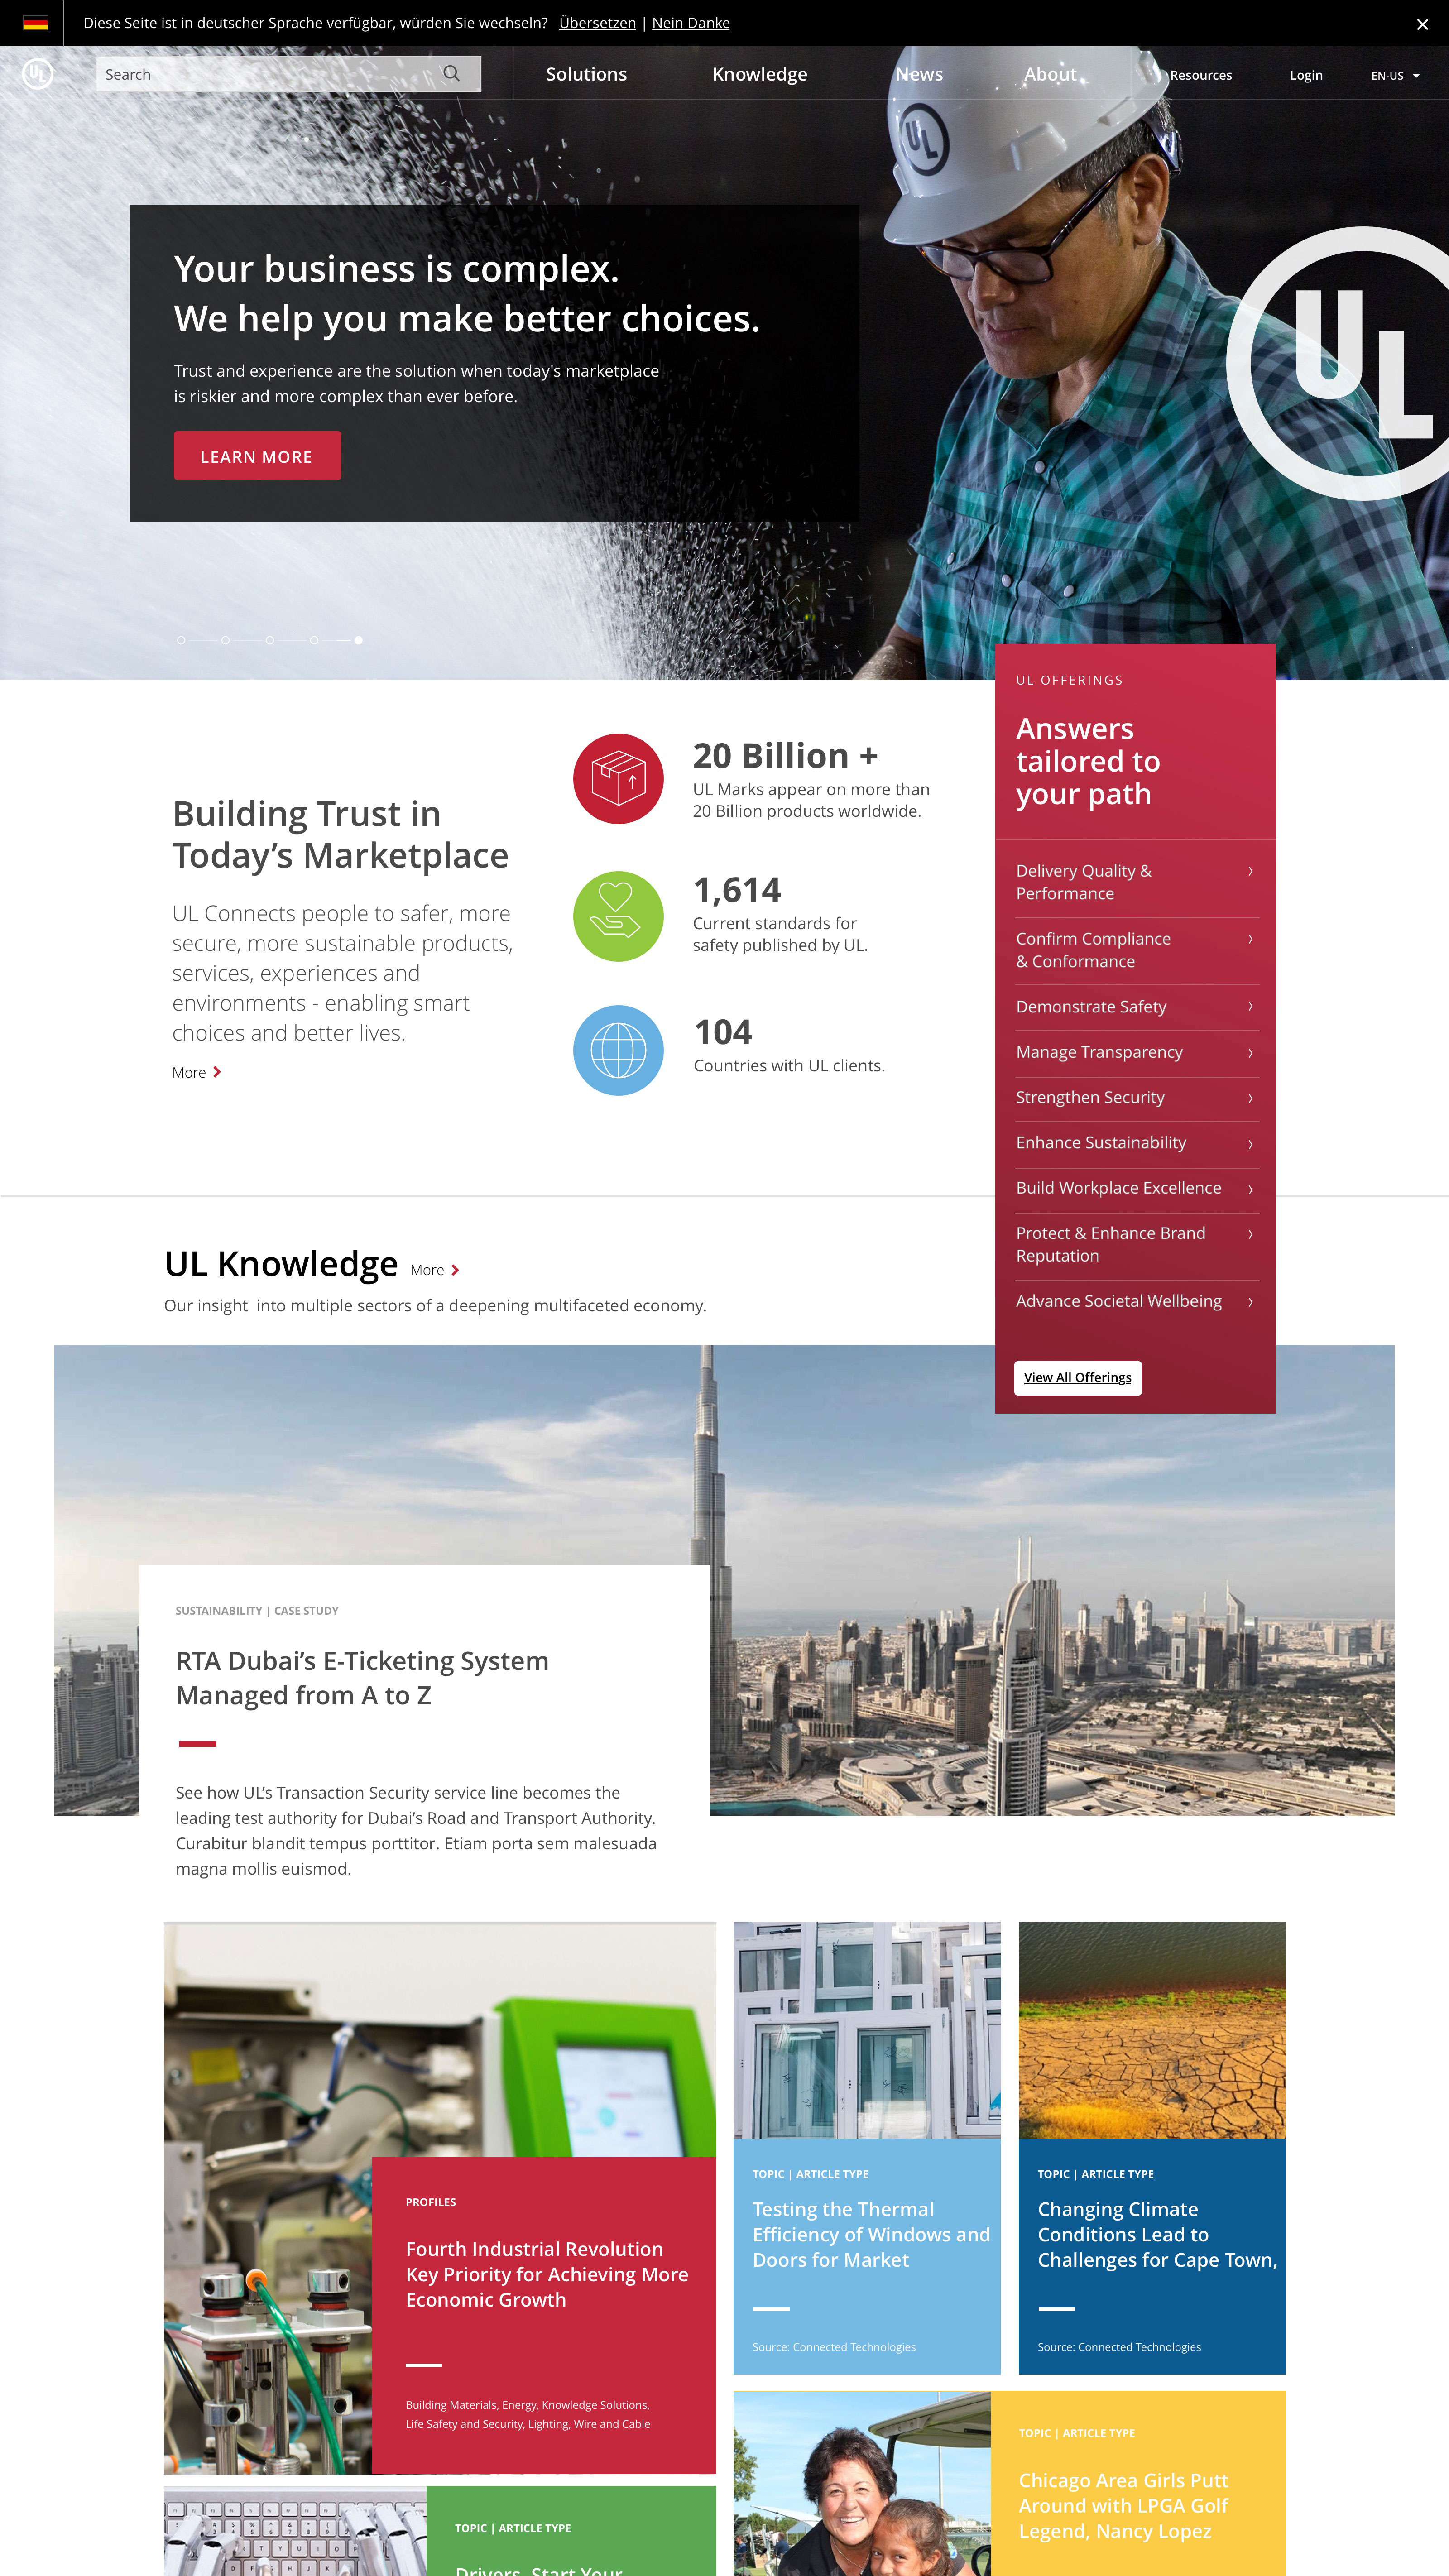 Diese Seite ist in deutscher Sprache verfügbar, würden Sie wechseln? Übersetzen | Nein Danke
UL
Search
Solutions
Knowledge
News
About
Resources
Login
EN-US
UL
UL
Your business is complex.
We help you make better choices.
Trust and experience are the solution when today's marketplace
is riskier and more complex than ever before.
LEARN MORE
Building Trust in
Today’s Marketplace
UL Connects people to safer, more
secure, more sustainable products,
services, experiences and
environments - enabling smart
choices and better lives.
More
20 Billion +
UL Marks appear on more than
20 Billion products worldwide.
1,614
Current standards for
safety published by UL.
104
Countries with UL clients.
UL OFFERINGS
Answers
tailored to
your path
Delivery Quality &
Performance
Confirm Compliance
& Conformance
Demonstrate Safety
Manage Transparency
Strengthen Security
Enhance Sustainability
Build Workplace Excellence
Protect & Enhance Brand
Reputation
Advance Societal Wellbeing
View All Offerings
UL Knowledge More
Our insight into multiple sectors of a deepening multifaceted economy.
SUSTAINABILITY | CASE STUDY
RTA Dubai’s E-Ticketing System
Managed from A to Z
See how UL’s Transaction Security service line becomes the
leading test authority for Dubai’s Road and Transport Authority.
Curabitur blandit tempus porttitor. Etiam porta sem malesuada
magna mollis euismod.
PROFILES
Fourth Industrial Revolution
Key Priority for Achieving More
Economic Growth
Building Materials, Energy, Knowledge Solutions,
Life Safety and Security, Lighting, Wire and Cable
TOPIC | ARTICLE TYPE
Testing the Thermal
Efficiency of Windows and
Doors for Market
Source: Connected Technologies
TOPIC | ARTICLE TYPE
Changing Climate
Conditions Lead to
Challenges for Cape Town,
Source: Connected Technologies
TOPIC | ARTICLE TYPE
Chicago Area Girls Putt
Around with LPGA Golf
Legend, Nancy Lopez
TOPIC | ARTICLE TYPE
Drivers, Start Your